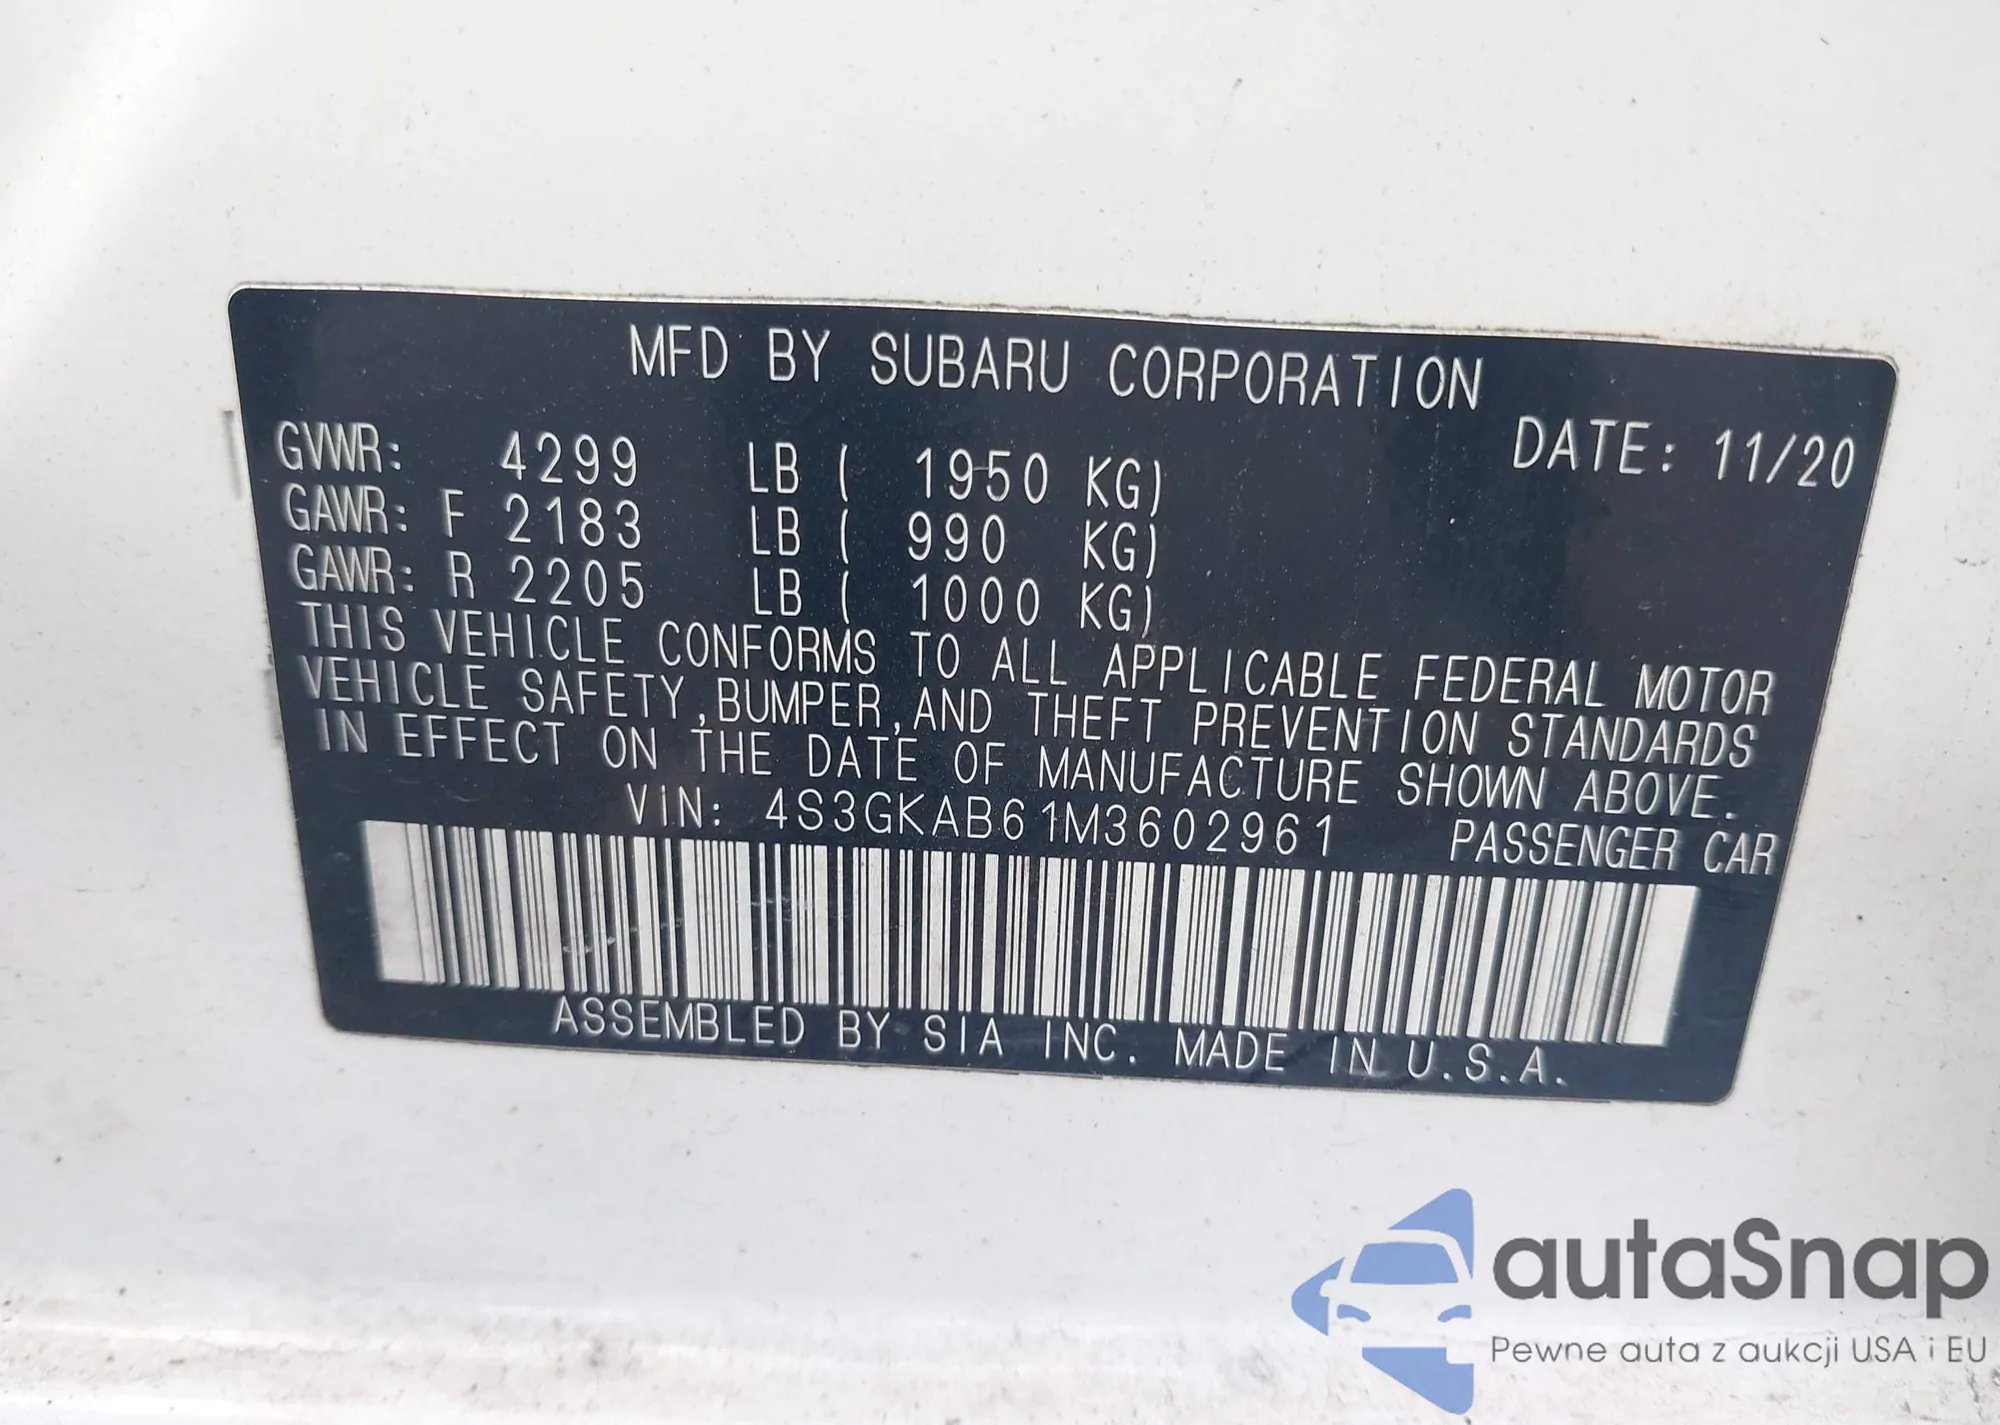 MFD BY SUBARU CORPORATION
DATE: 11/20
GVWR: 4299 LB ( 1950 KG)
GAWR: F 2183 LB ( 990 KG)
GAWR: R 2205 LB ( 1000 KG)
THIS VEHICLE CONFORMS TO ALL APPLICABLE FEDERAL MOTOR
VEHICLE SAFETY, BUMPER, AND THEFT PREVENTION STANDARDS
IN EFFECT ON THE DATE OF MANUFACTURE SHOWN ABOVE.
VIN: 4S3GKAB61M3602961 PASSENGER CAR
ASSEMBLED BY SIA INC. MADE IN U.S.A.
autaSnap
Pewne auta z aukcji USA i EU